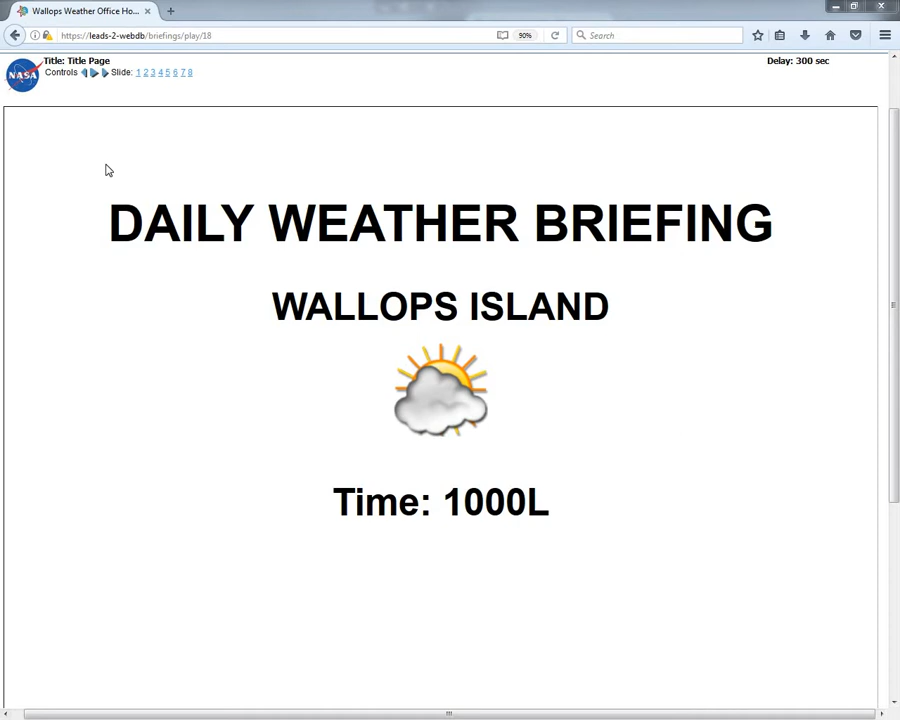 Wallops Weather Office Ho...
https://leads-2-webdb/briefings/play/18
90%
Search
Title: Title Page
Delay: 300 sec
NASA
Controls Slide: 1 2 3 4 5 6 7 8
DAILY WEATHER BRIEFING
WALLOPS ISLAND
Time: 1000L